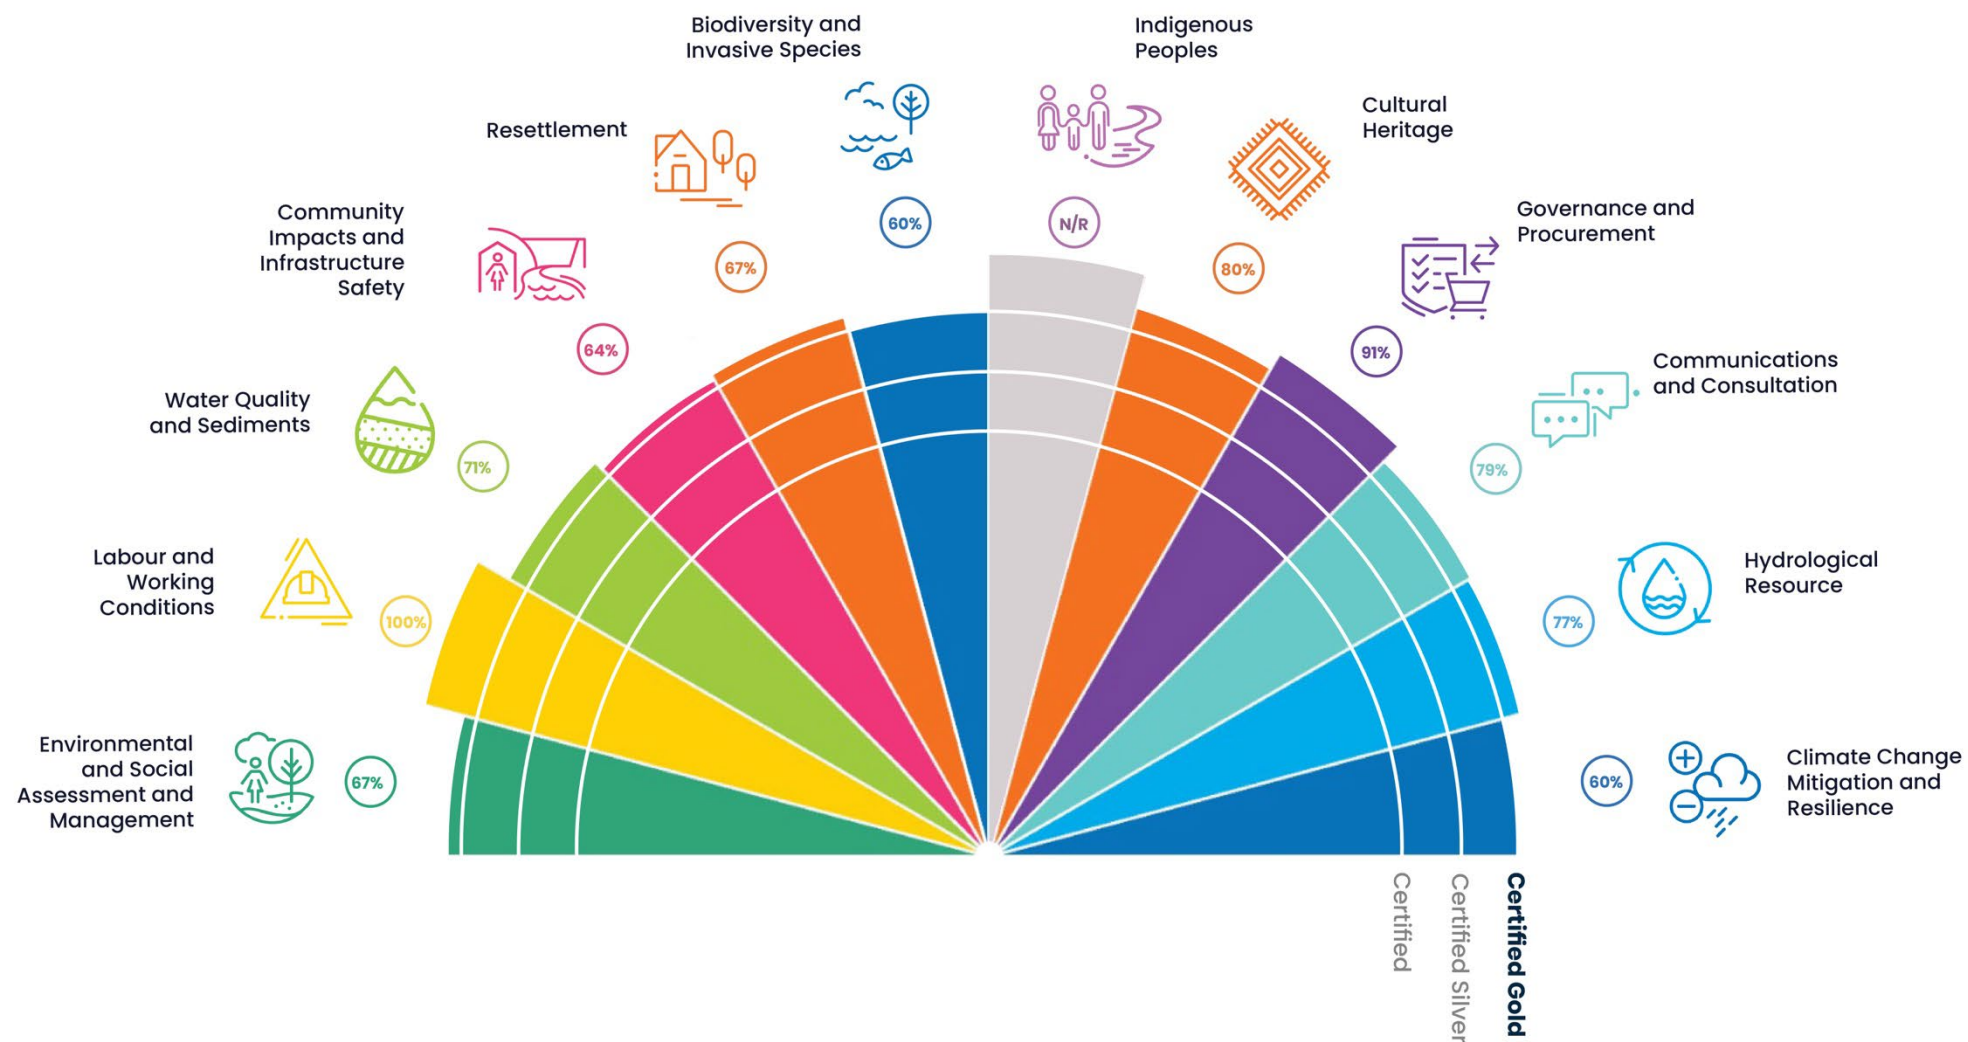 Biodiversity and
Invasive Species
60%
Indigenous
Peoples
N/R
Resettlement
67%
Cultural
Heritage
80%
Community
Impacts and
Infrastructure
Safety
64%
Governance and
Procurement
91%
Water Quality
and Sediments
71%
Communications
and Consultation
79%
Labour and
Working
Conditions
100%
Hydrological
Resource
77%
Environmental
and Social
Assessment and
Management
67%
Climate Change
Mitigation and
Resilience
60%
Certified
Certified Silver
Certified Gold